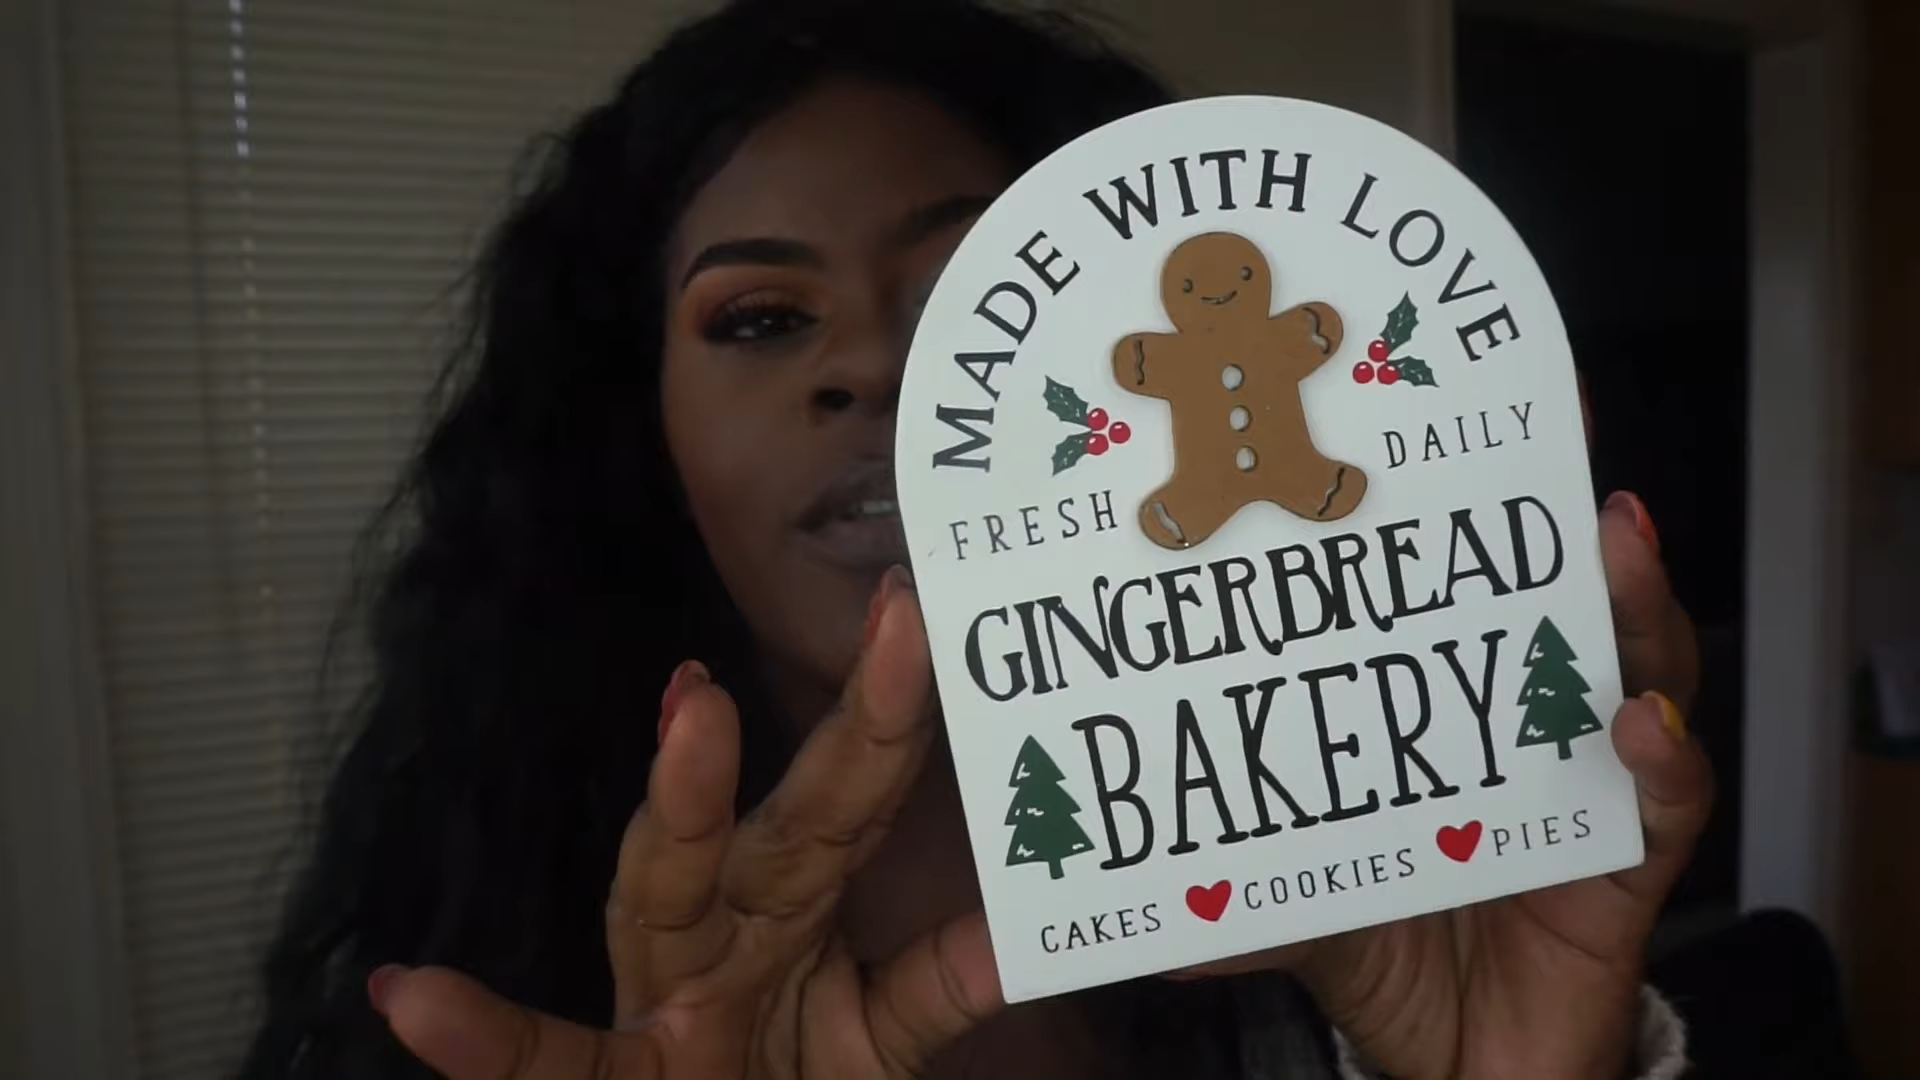 MADE WITH LOVE
FRESH DAILY
GINGERBREAD
BAKERY
CAKES COOKIES PIES